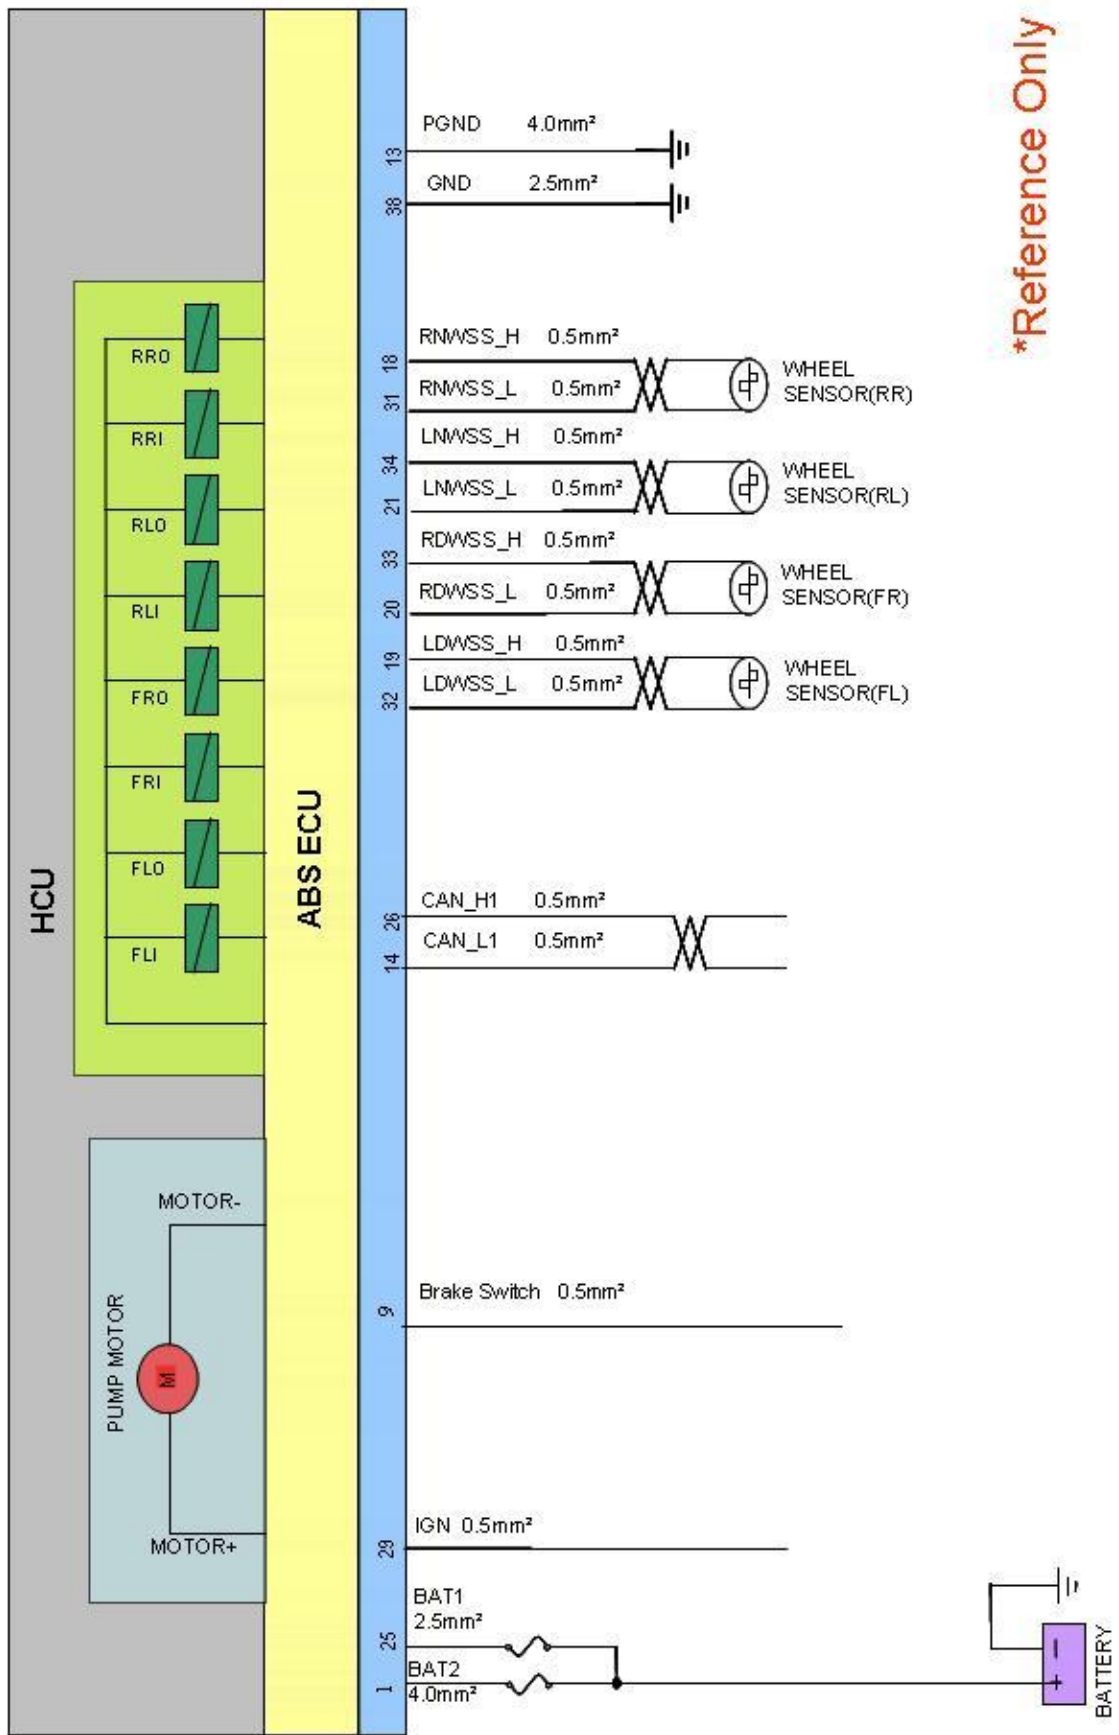 *Reference Only
PGND 4.0mm²
13
GND 2.5mm²
38
RNWSS_H 0.5mm²
18
RNWSS_L 0.5mm²
31
WHEEL
SENSOR(RR)
LNWSS_H 0.5mm²
34
LNWSS_L 0.5mm²
21
WHEEL
SENSOR(RL)
RDWSS_H 0.5mm²
33
RDWSS_L 0.5mm²
20
WHEEL
SENSOR(FR)
LDWSS_H 0.5mm²
19
LDWSS_L 0.5mm²
32
WHEEL
SENSOR(FL)
RRO
RRI
RLO
RLI
FRO
FRI
FLO
FLI
HCU
ABS ECU
CAN_H1 0.5mm²
26
CAN_L1 0.5mm²
14
MOTOR-
PUMP MOTOR
M
MOTOR+
Brake Switch 0.5mm²
9
IGN 0.5mm²
29
BAT1
2.5mm²
25
BAT2
4.0mm²
1
+ −
BATTERY